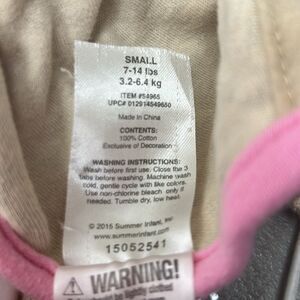 SMALL
7-14 lbs
3.2-6.4 kg
ITEM #54965
UPC# 012914549650
Made in China
CONTENTS:
100% Cotton
Exclusive of Decoration
WASHING INSTRUCTIONS:
Wash before first use. Close the 3
tabs before washing. Machine wash
cold, gentle cycle with like colors.
Use non-chlorine bleach only if
needed. Tumble dry, low heat.
© 2015 Summer Infant, Inc.
www.summerinfant.com
15052541
WARNING!